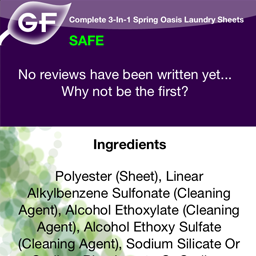 GF
Complete 3-In-1 Spring Oasis Laundry Sheets
SAFE
No reviews have been written yet...
Why not be the first?
Ingredients
Polyester (Sheet), Linear
Alkylbenzene Sulfonate (Cleaning
Agent), Alcohol Ethoxylate (Cleaning
Agent), Alcohol Ethoxy Sulfate
(Cleaning Agent), Sodium Silicate Or